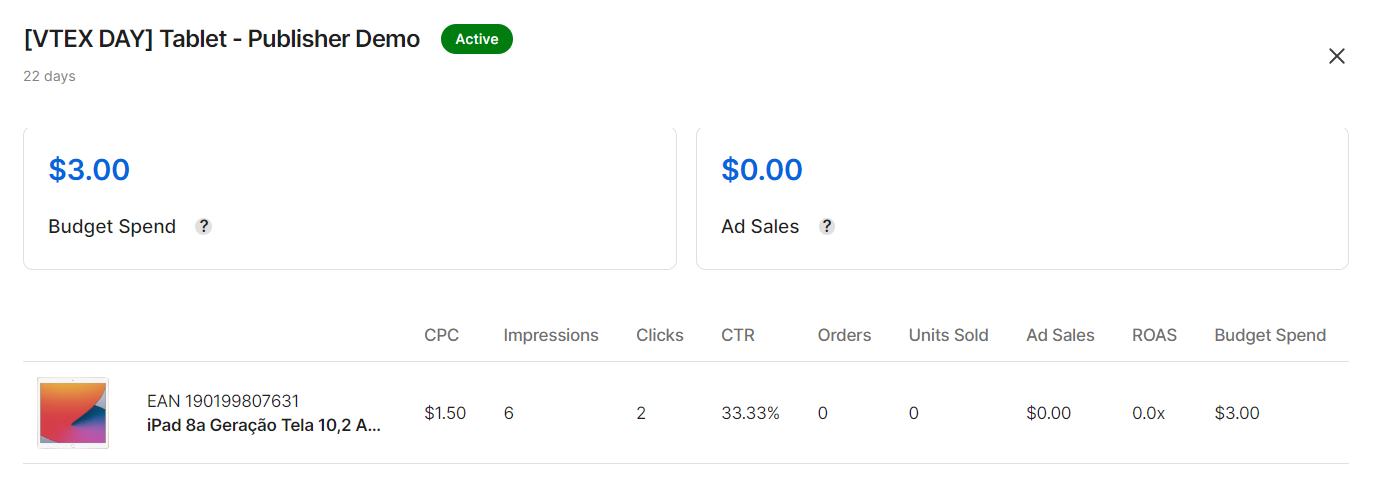 [VTEX DAY] Tablet - Publisher Demo Active
22 days
$3.00
Budget Spend ?
$0.00
Ad Sales ?
CPC Impressions Clicks CTR Orders Units Sold Ad Sales ROAS Budget Spend
EAN 190199807631
iPad 8a Geração Tela 10,2 A...
$1.50 6 2 33.33% 0 0 $0.00 0.0x $3.00